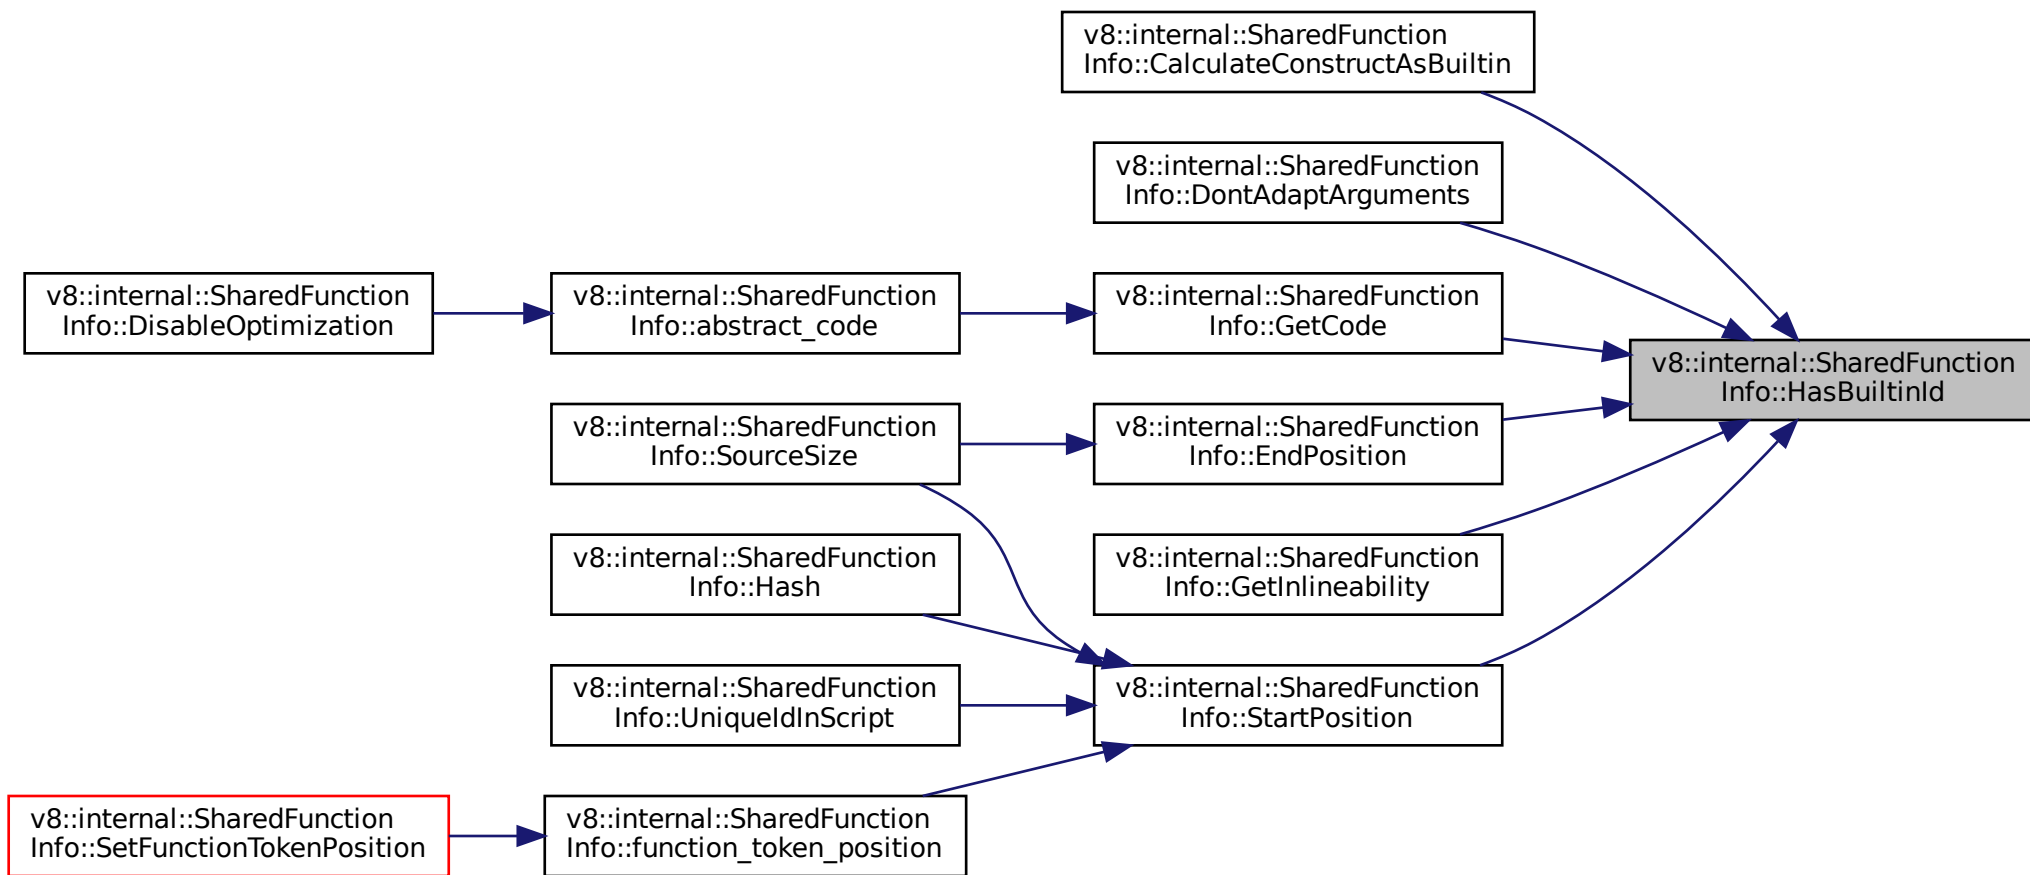 v8::internal::SharedFunction
Info::CalculateConstructAsBuiltin
v8::internal::SharedFunction
Info::DontAdaptArguments
v8::internal::SharedFunction
Info::DisableOptimization
v8::internal::SharedFunction
Info::abstract_code
v8::internal::SharedFunction
Info::GetCode
v8::internal::SharedFunction
Info::HasBuiltinId
v8::internal::SharedFunction
Info::SourceSize
v8::internal::SharedFunction
Info::EndPosition
v8::internal::SharedFunction
Info::Hash
v8::internal::SharedFunction
Info::GetInlineability
v8::internal::SharedFunction
Info::UniqueIdInScript
v8::internal::SharedFunction
Info::StartPosition
v8::internal::SharedFunction
Info::SetFunctionTokenPosition
v8::internal::SharedFunction
Info::function_token_position